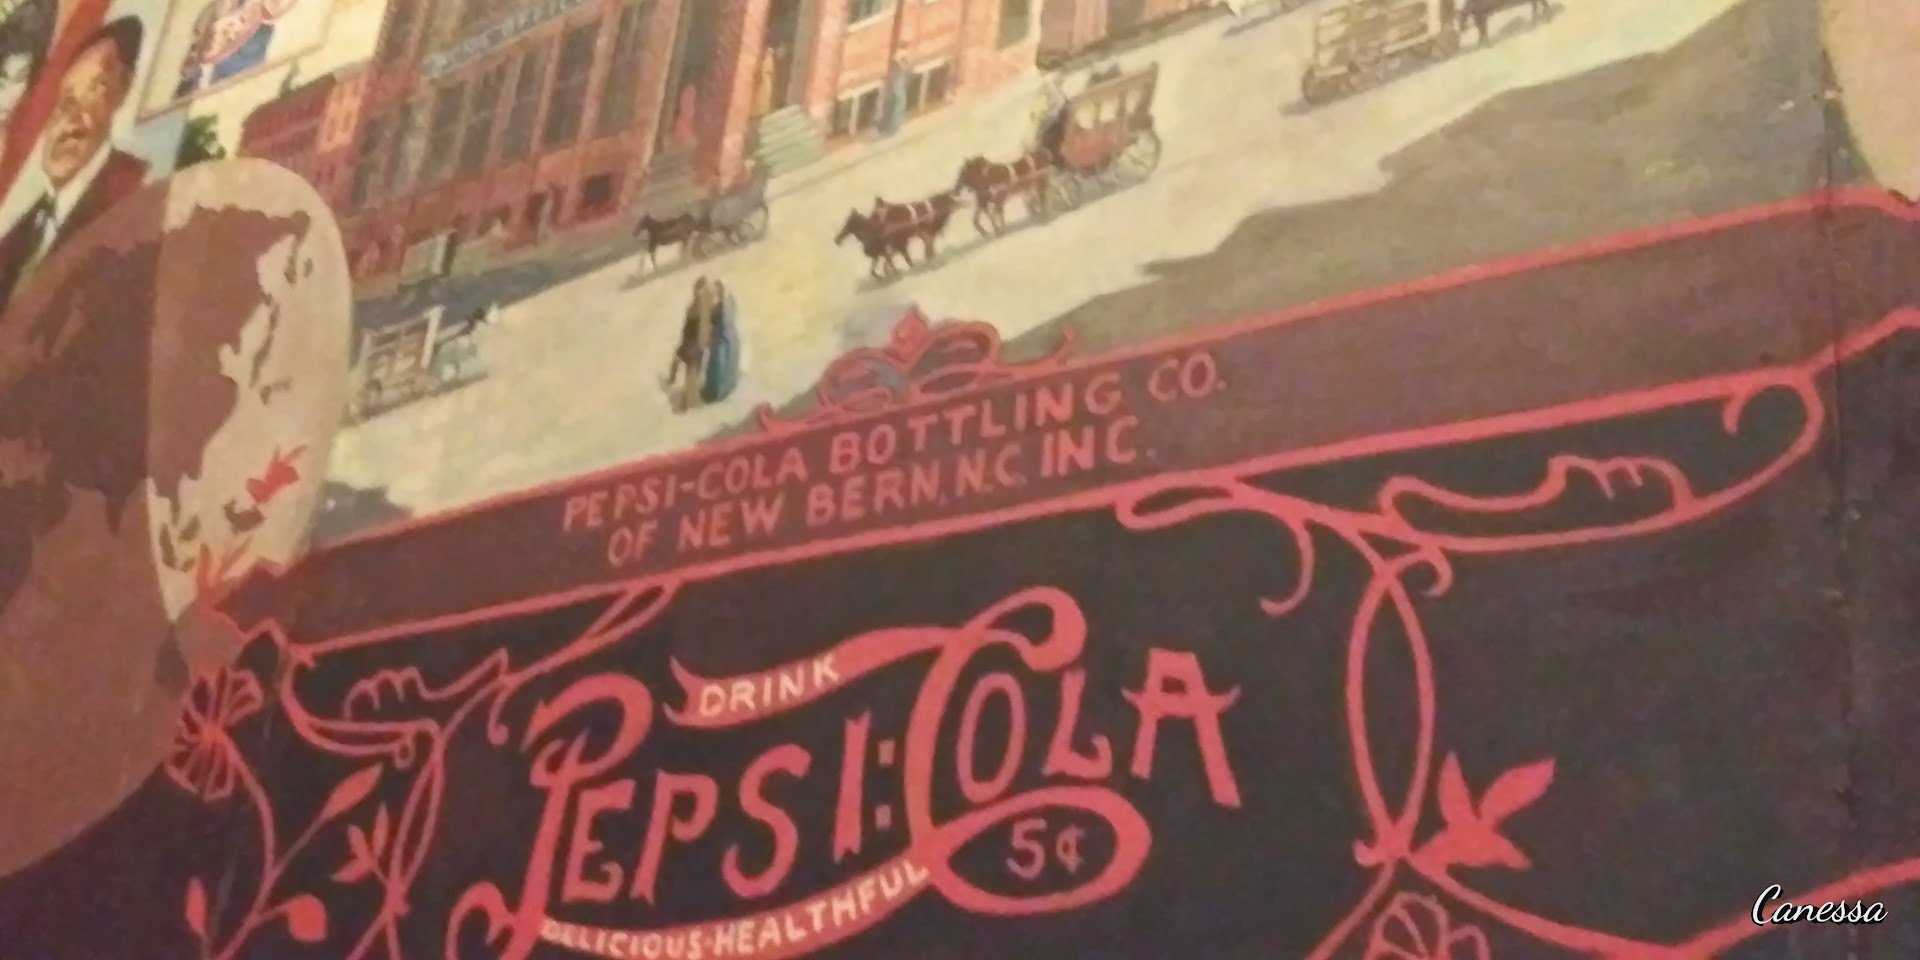 PEPSI-COLA BOTTLING CO.
OF NEW BERN, N.C. INC.
DRINK
PEPSI:COLA
5¢
DELICIOUS·HEALTHFUL
Canessa